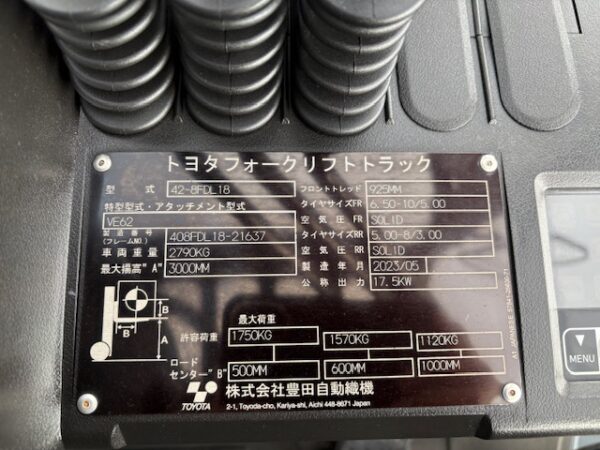 トヨタフォークリフトトラック
型式 42-8FDL18
特型型式・アタッチメント型式
VE62
製造番号 (フレームNO.) 408FDL18-21637
車両重量 2790KG
最大揚高"A" 3000MM
フロントトレッド 925MM
タイヤサイズFR 6.50-10/5.00
空気圧 FR SOLID
タイヤサイズRR 5.00-8/3.00
空気圧 RR SOLID
製造年月 2023/05
公称出力 17.5KW
B
B
A
最大荷重
許容荷重 1750KG 1570KG 1120KG
ロード
センター"B" 500MM 600MM 1000MM
TOYOTA
株式会社豊田自動織機
2-1, Toyoda-cho, Kariya-shi, Aichi 448-8671 Japan
MENU